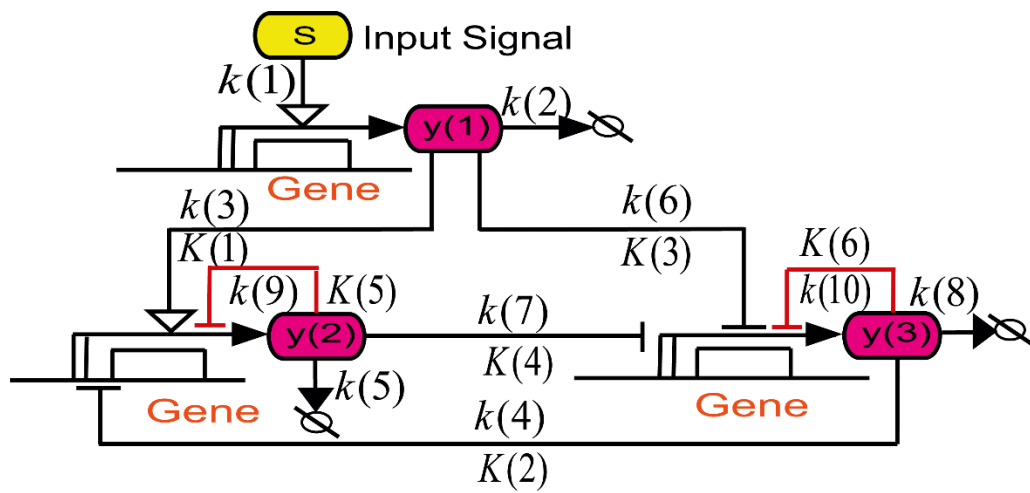 S Input Signal
k(1)
y(1)
k(2)
Gene
k(3)
K(1)
k(6)
K(3)
k(9)
K(5)
K(6)
k(10)
k(8)
y(2)
k(7)
K(4)
y(3)
k(5)
Gene
Gene
k(4)
K(2)